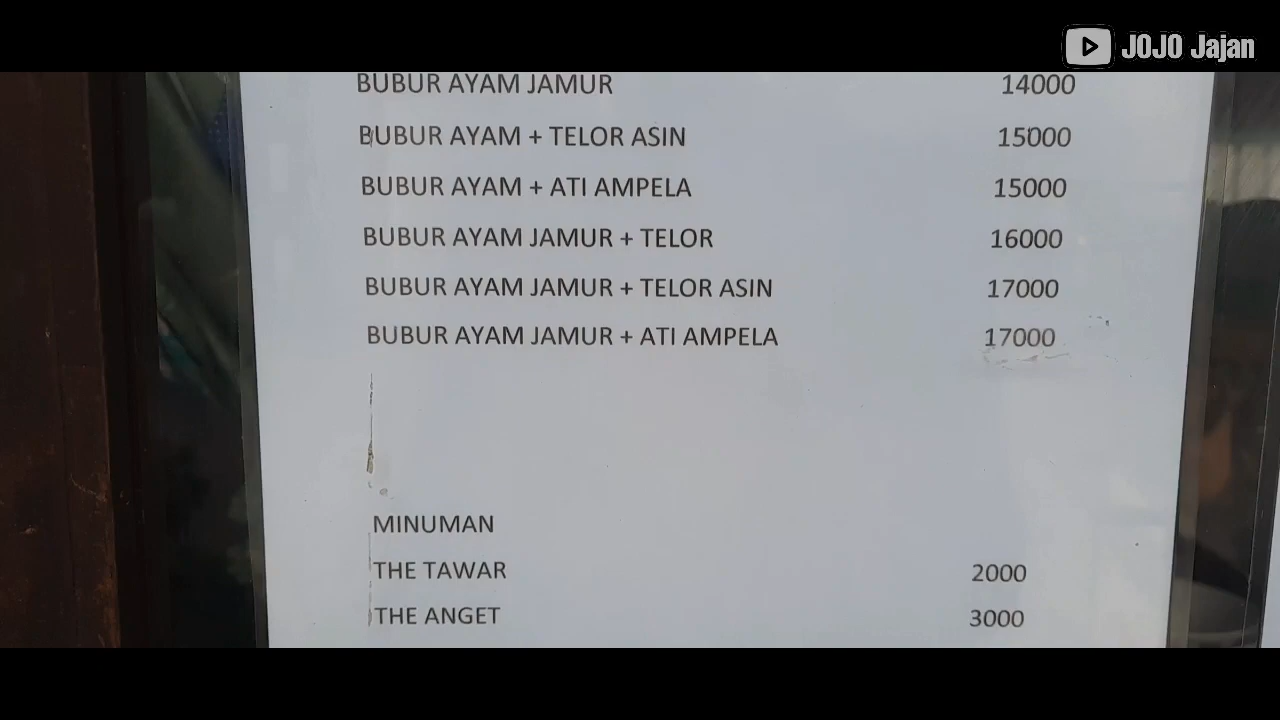 JOJO Jajan
BUBUR AYAM JAMUR 14000
BUBUR AYAM + TELOR ASIN 15000
BUBUR AYAM + ATI AMPELA 15000
BUBUR AYAM JAMUR + TELOR 16000
BUBUR AYAM JAMUR + TELOR ASIN 17000
BUBUR AYAM JAMUR + ATI AMPELA 17000
MINUMAN
THE TAWAR 2000
THE ANGET 3000